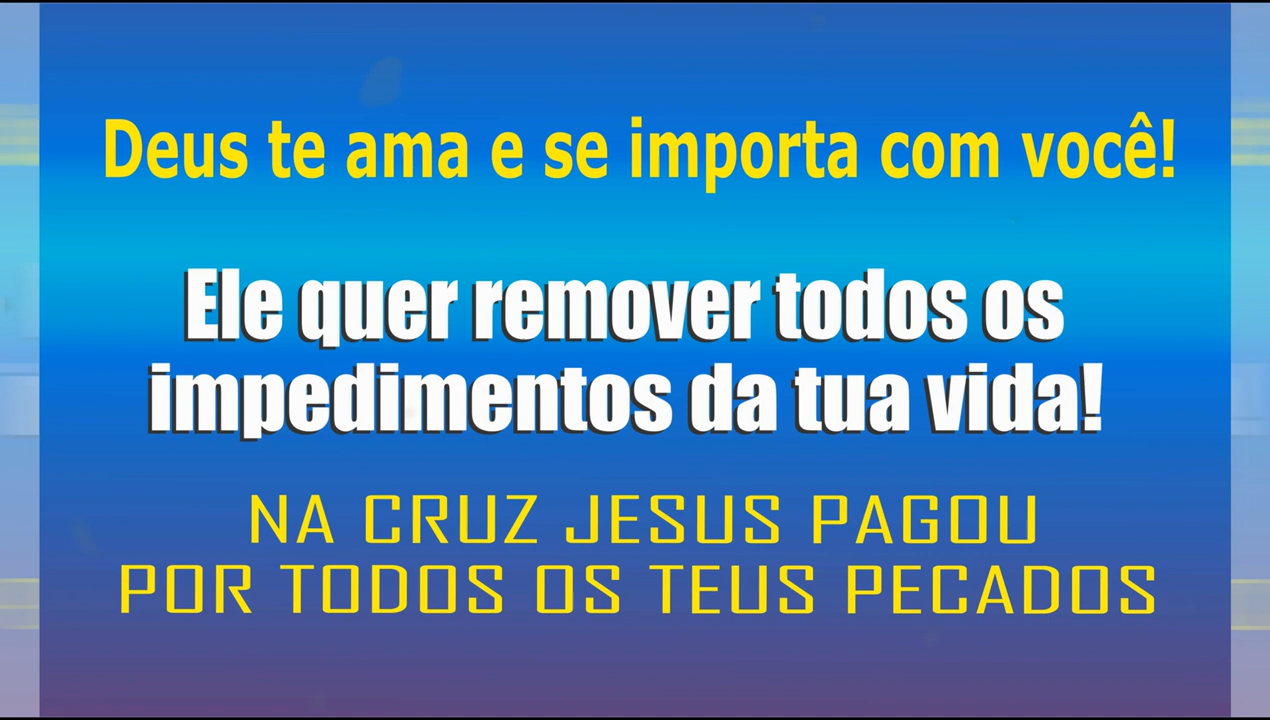 Deus te ama e se importa com você!
Ele quer remover todos os
impedimentos da tua vida!
NA CRUZ JESUS PAGOU
POR TODOS OS TEUS PECADOS